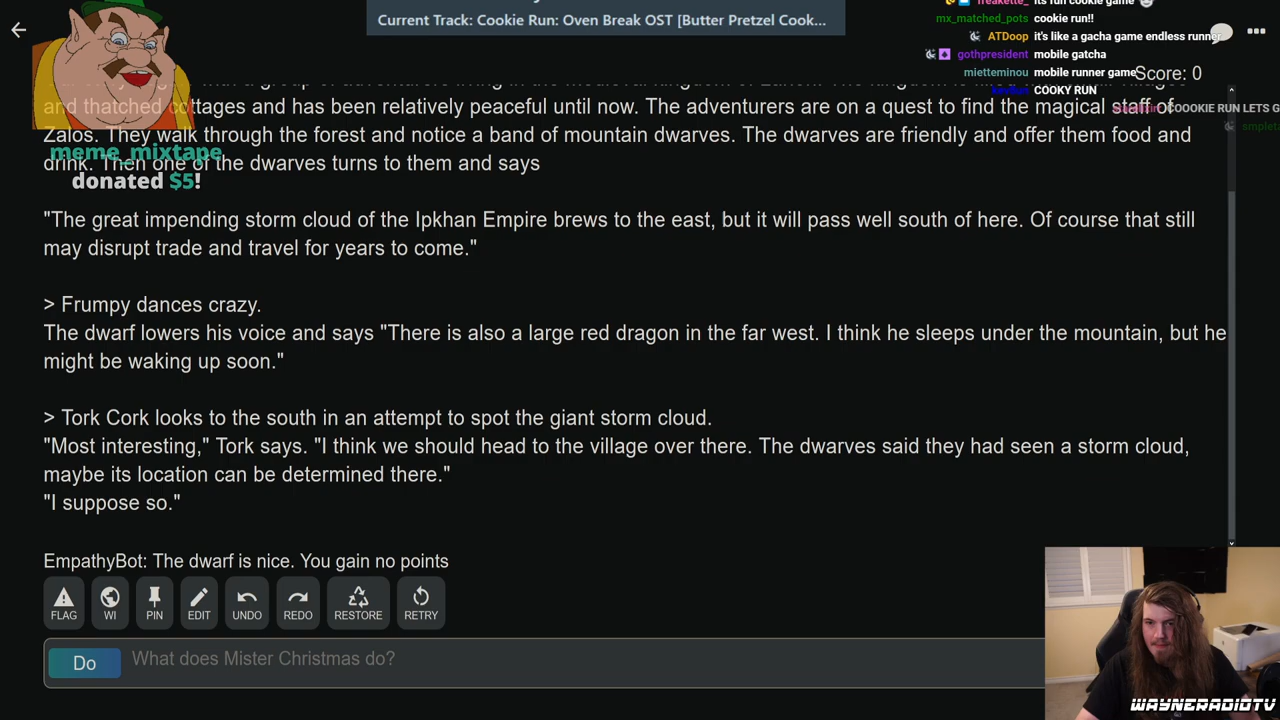 Current Track: Cookie Run: Oven Break OST [Butter Pretzel Cook...
its fun cookie game
mx_matched_pots cookie run!!
ATDoop it's like a gacha game endless runner
gothpresident mobile gatcha
mietteminou mobile runner game
COOKY RUN
Score: 0
COOOKIE RUN LETS G
and thatched cottages and has been relatively peaceful until now. The adventurers are on a quest to find the magical staff of
Zalos. They walk through the forest and notice a band of mountain dwarves. The dwarves are friendly and offer them food and
drink. Then one of the dwarves turns to them and says
meme_mixtape
donated $5!
"The great impending storm cloud of the Ipkhan Empire brews to the east, but it will pass well south of here. Of course that still
may disrupt trade and travel for years to come."
> Frumpy dances crazy.
The dwarf lowers his voice and says "There is also a large red dragon in the far west. I think he sleeps under the mountain, but he
might be waking up soon."
> Tork Cork looks to the south in an attempt to spot the giant storm cloud.
"Most interesting," Tork says. "I think we should head to the village over there. The dwarves said they had seen a storm cloud,
maybe its location can be determined there."
"I suppose so."
EmpathyBot: The dwarf is nice. You gain no points
FLAG WI PIN EDIT UNDO REDO RESTORE RETRY
Do What does Mister Christmas do?
WAYNERADIOTV